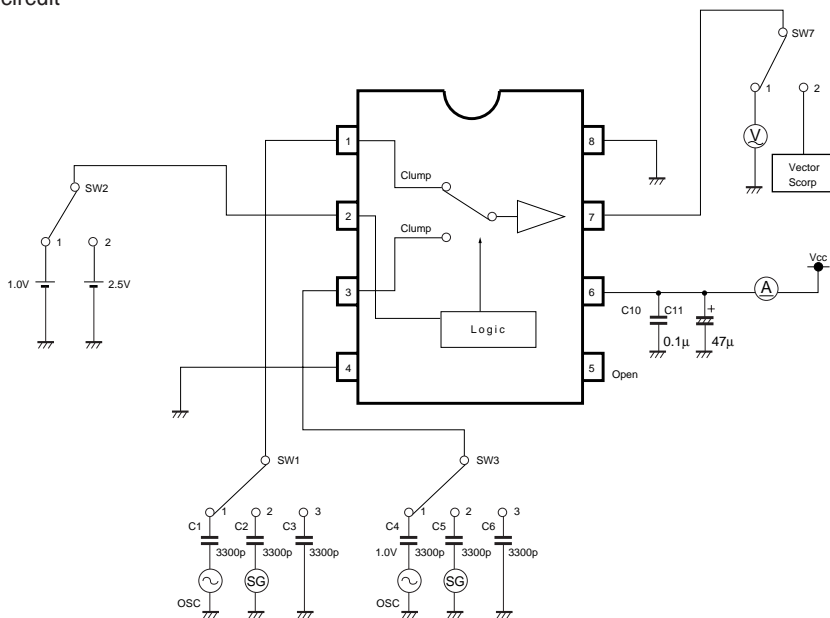 circuit
SW7
1
2
V
Vector
Scorp
1
8
Clump
SW2
2
7
Clump
1
2
1.0V
2.5V
Vcc
A
3
6
C10
C11
+
Logic
0.1μ
47μ
4
5
Open
SW1
SW3
1
2
3
1
2
3
C1
C2
C3
C4
C5
C6
3300p
3300p
3300p
1.0V
3300p
3300p
3300p
SG
SG
OSC
OSC